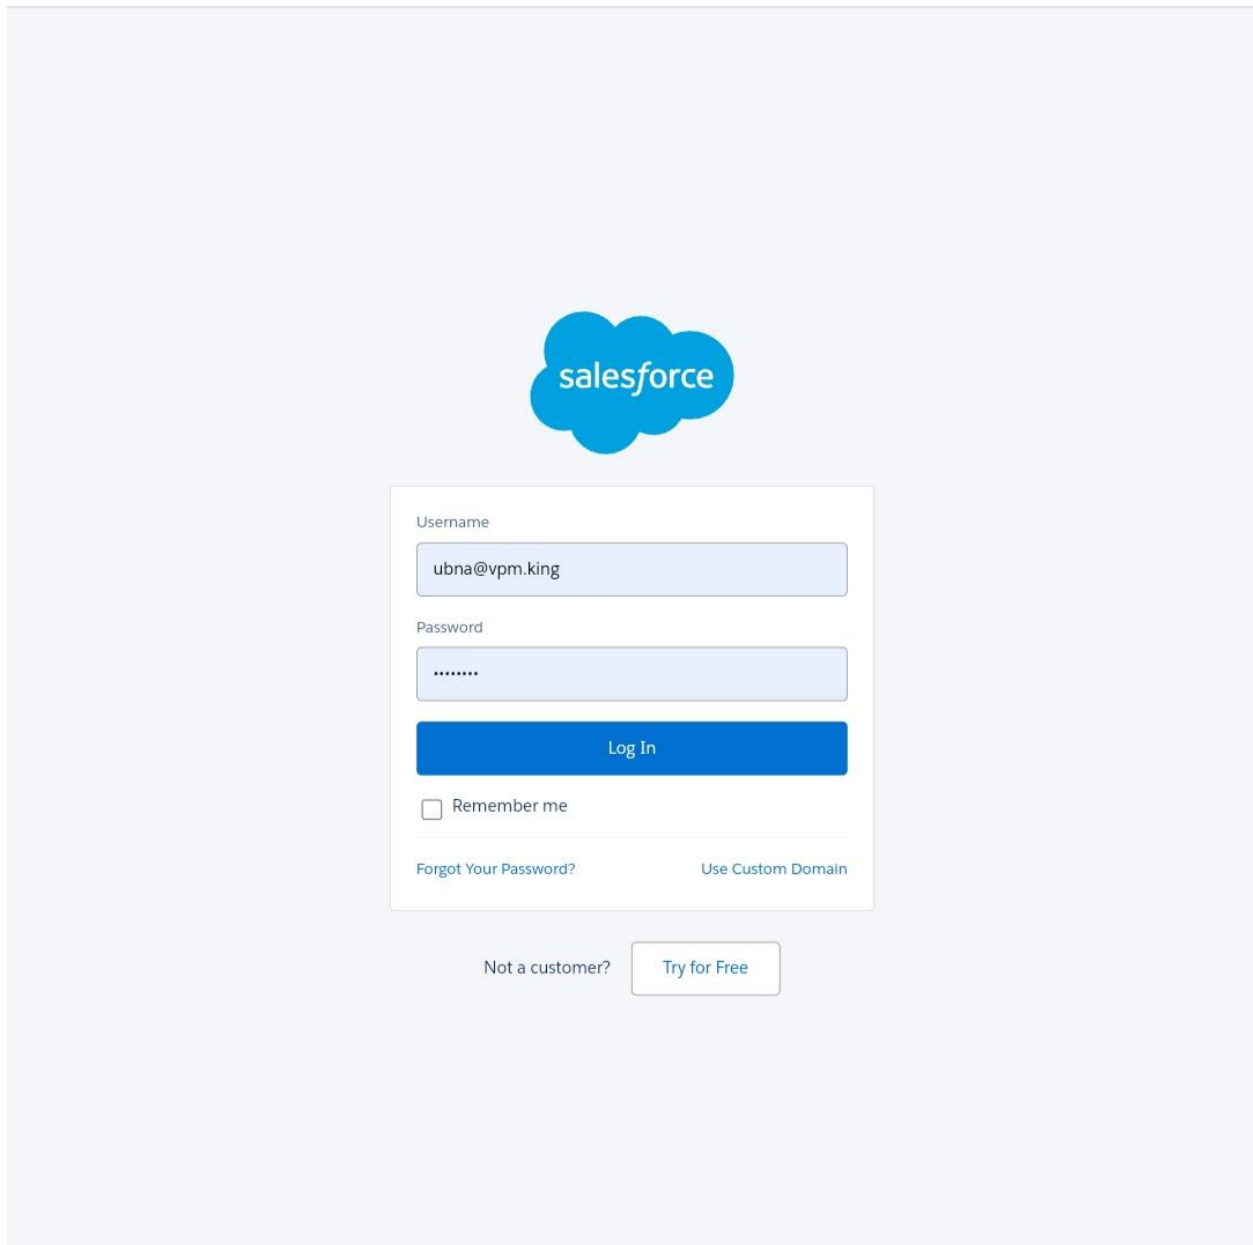 salesforce
Username
ubna@vpm.king
Password
••••••••
Log In
Remember me
Forgot Your Password? Use Custom Domain
Not a customer? Try for Free